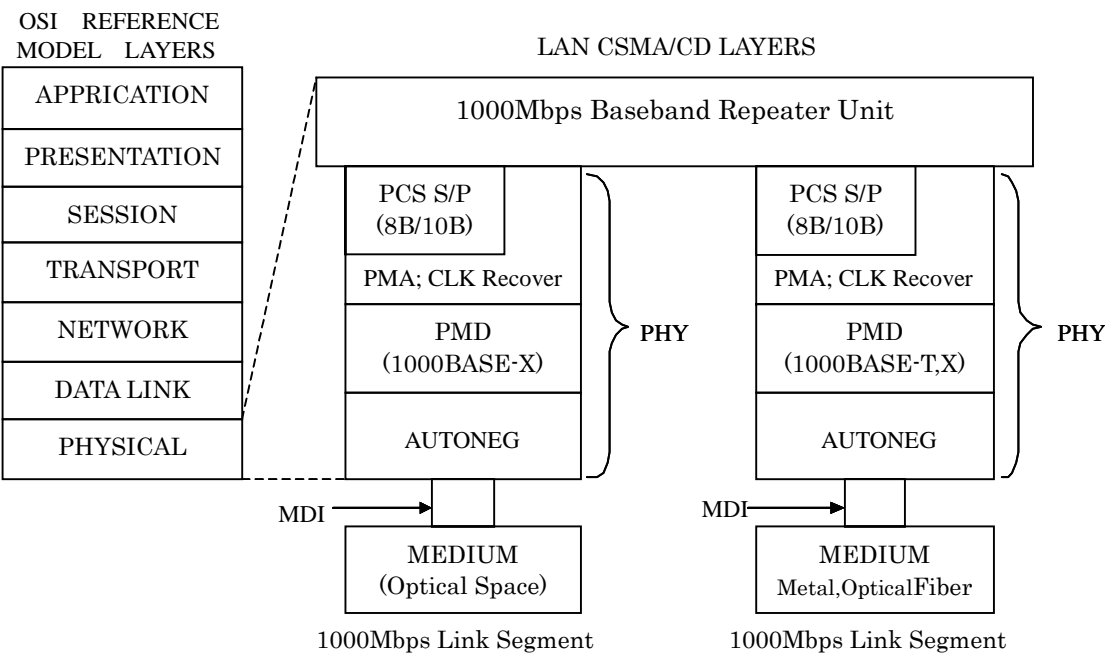 OSI REFERENCE
MODEL LAYERS
APPRICATION
PRESENTATION
SESSION
TRANSPORT
NETWORK
DATA LINK
PHYSICAL
LAN CSMA/CD LAYERS
1000Mbps Baseband Repeater Unit
PCS S/P
(8B/10B)
PMA; CLK Recover
PMD
(1000BASE-X)
AUTONEG
PHY
MDI
MEDIUM
(Optical Space)
1000Mbps Link Segment
PCS S/P
(8B/10B)
PMA; CLK Recover
PMD
(1000BASE-T,X)
AUTONEG
PHY
MDI
MEDIUM
Metal,OpticalFiber
1000Mbps Link Segment